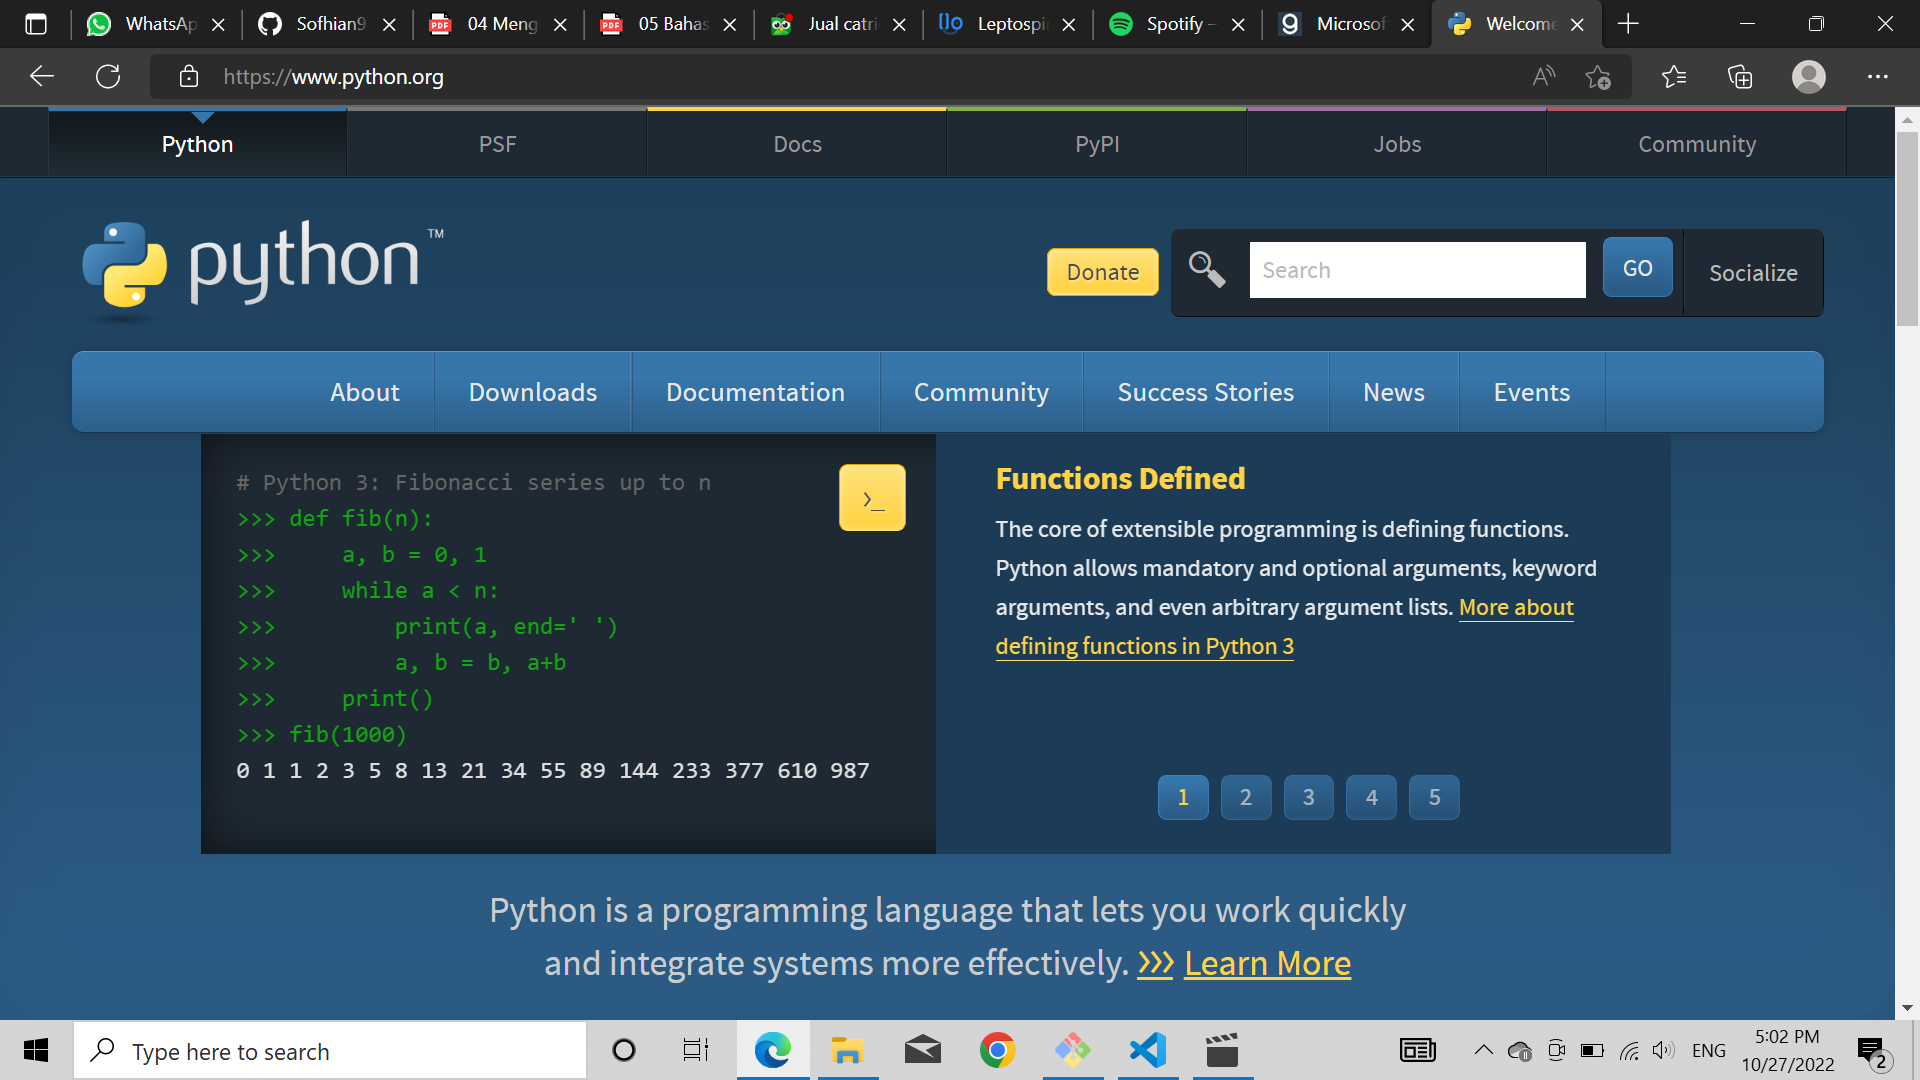 WhatsAp
Sofhian9
04 Meng
05 Bahas
Jual catri
Leptospi
Spotify –
Microsof
Welcome
https://www.python.org
Python
PSF
Docs
PyPI
Jobs
Community
python™
Donate
Search
GO
Socialize
About
Downloads
Documentation
Community
Success Stories
News
Events
# Python 3: Fibonacci series up to n
>>> def fib(n):
>>>     a, b = 0, 1
>>>     while a < n:
>>>         print(a, end=' ')
>>>         a, b = b, a+b
>>>     print()
>>> fib(1000)
0 1 1 2 3 5 8 13 21 34 55 89 144 233 377 610 987
>_
Functions Defined
The core of extensible programming is defining functions.
Python allows mandatory and optional arguments, keyword
arguments, and even arbitrary argument lists. More about
defining functions in Python 3
1 2 3 4 5
Python is a programming language that lets you work quickly
and integrate systems more effectively. >>> Learn More
Type here to search
ENG
5:02 PM
10/27/2022
2